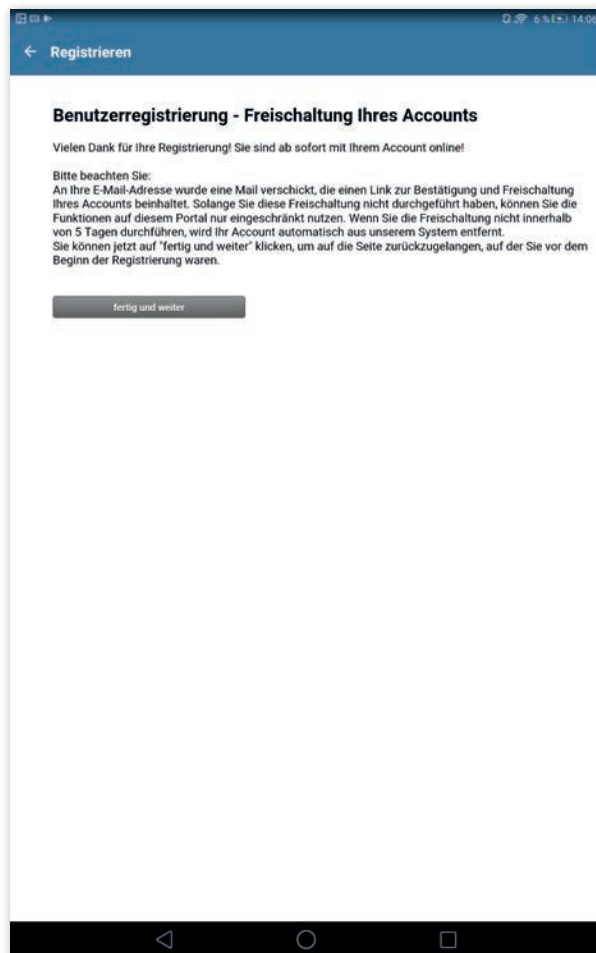 6 % 14:06
Registrieren
Benutzerregistrierung - Freischaltung Ihres Accounts
Vielen Dank für Ihre Registrierung! Sie sind ab sofort mit Ihrem Account online!
Bitte beachten Sie:
An Ihre E-Mail-Adresse wurde eine Mail verschickt, die einen Link zur Bestätigung und Freischaltung
Ihres Accounts beinhaltet. Solange Sie diese Freischaltung nicht durchgeführt haben, können Sie die
Funktionen auf diesem Portal nur eingeschränkt nutzen. Wenn Sie die Freischaltung nicht innerhalb
von 5 Tagen durchführen, wird Ihr Account automatisch aus unserem System entfernt.
Sie können jetzt auf "fertig und weiter" klicken, um auf die Seite zurückzugelangen, auf der Sie vor dem
Beginn der Registrierung waren.
fertig und weiter